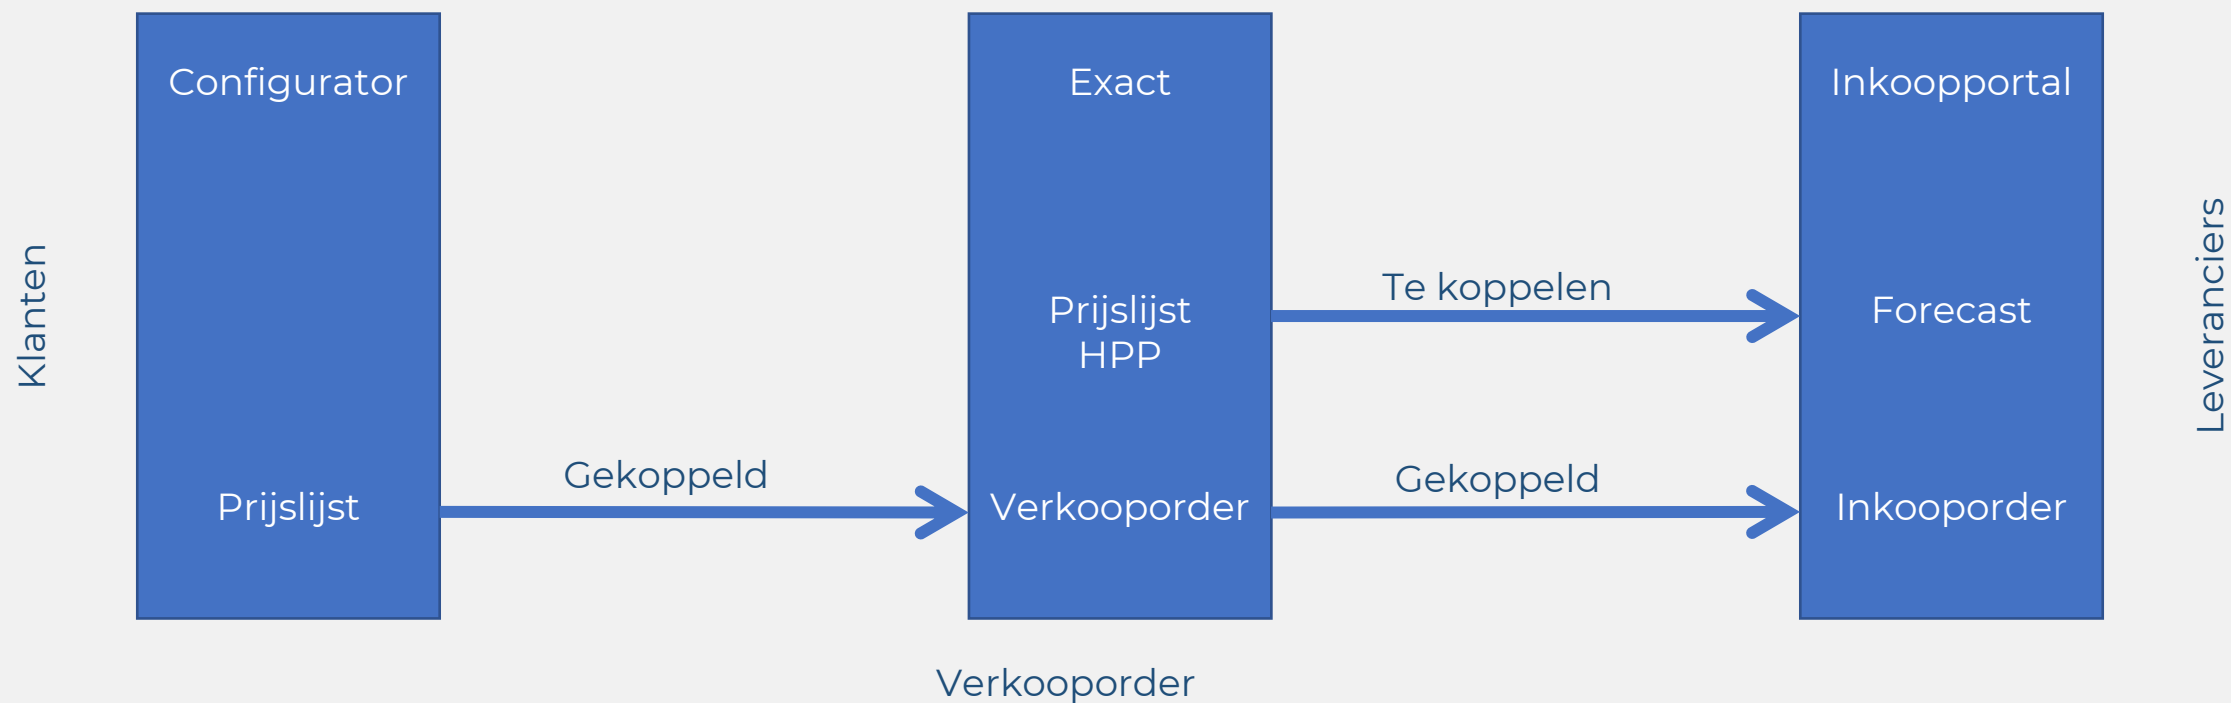 Configurator
Exact
Inkoopportal
Klanten
Leveranciers
Te koppelen
Prijslijst
HPP
Forecast
Gekoppeld
Gekoppeld
Prijslijst
Verkooporder
Inkooporder
Verkooporder